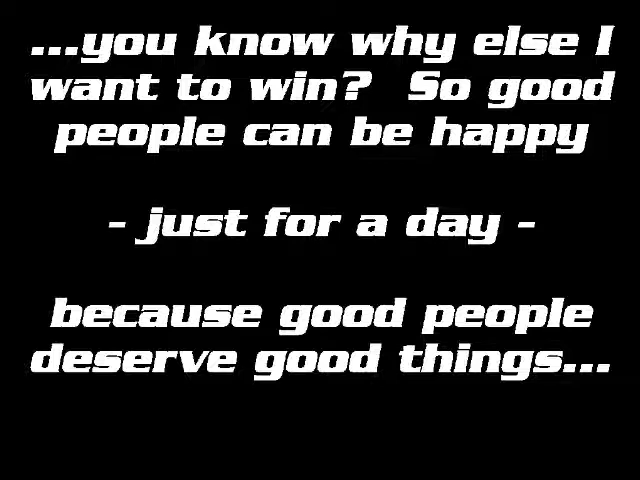 ...you know why else I
want to win?  So good
people can be happy
- just for a day -
because good people
deserve good things...